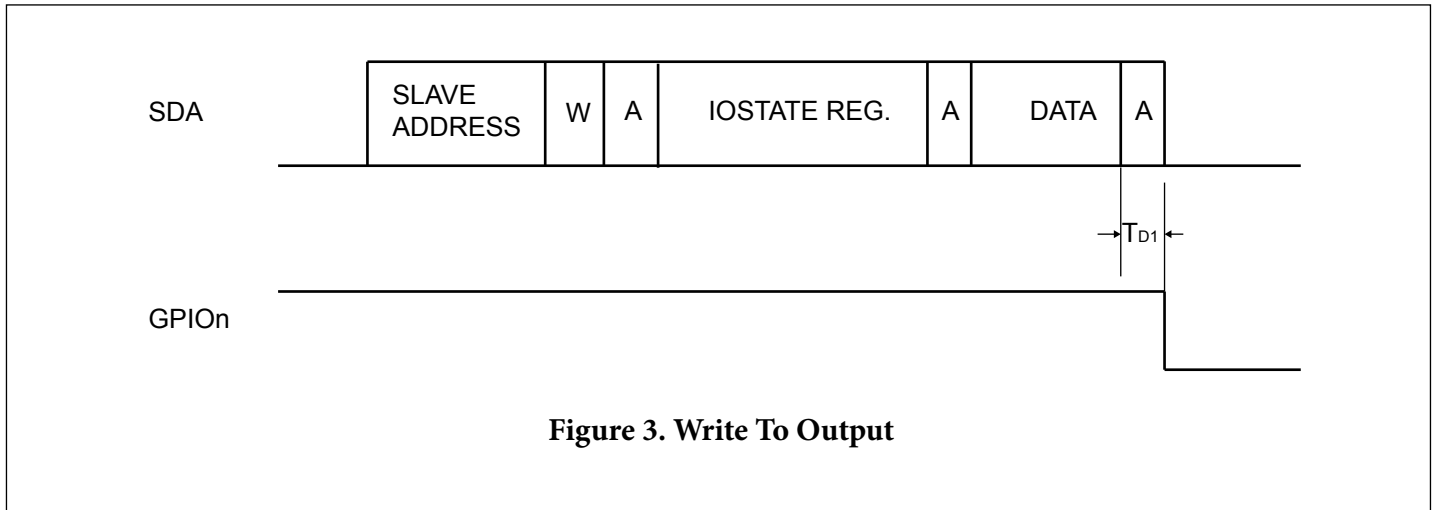 SDA
SLAVE
ADDRESS
W
A
IOSTATE REG.
A
DATA
A
TD1
GPIOn
Figure 3. Write To Output